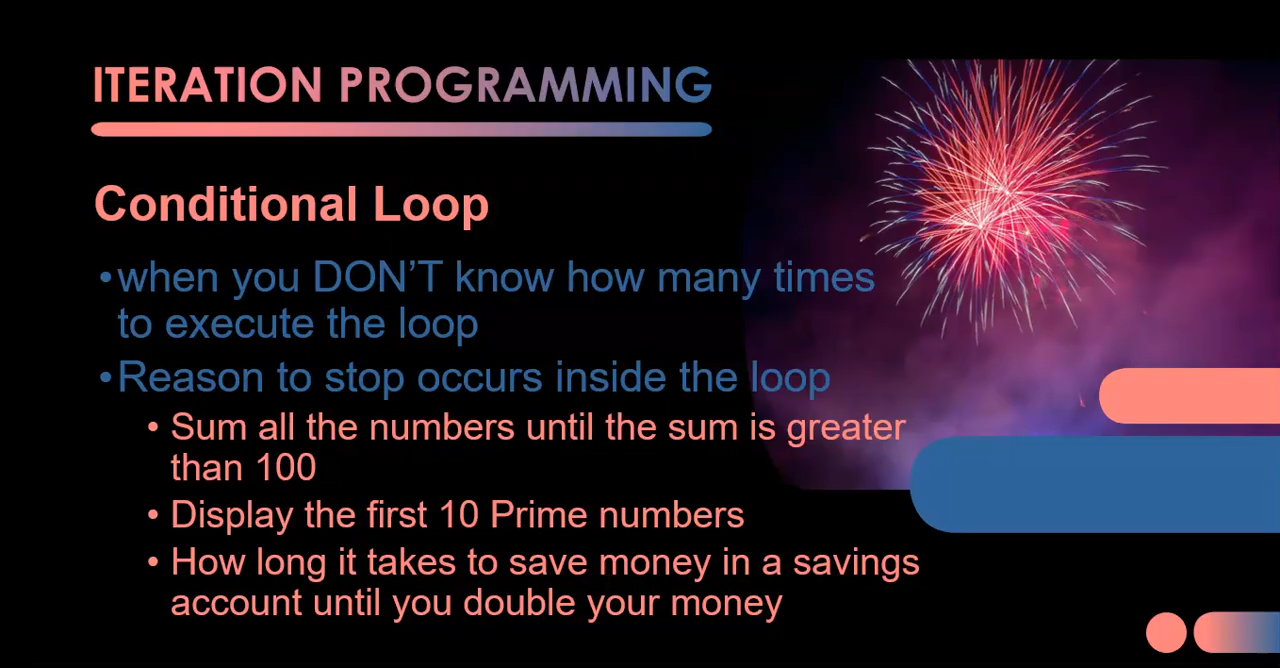 ITERATION PROGRAMMING
Conditional Loop
•when you DON’T know how many times
to execute the loop
•Reason to stop occurs inside the loop
• Sum all the numbers until the sum is greater
than 100
• Display the first 10 Prime numbers
• How long it takes to save money in a savings
account until you double your money